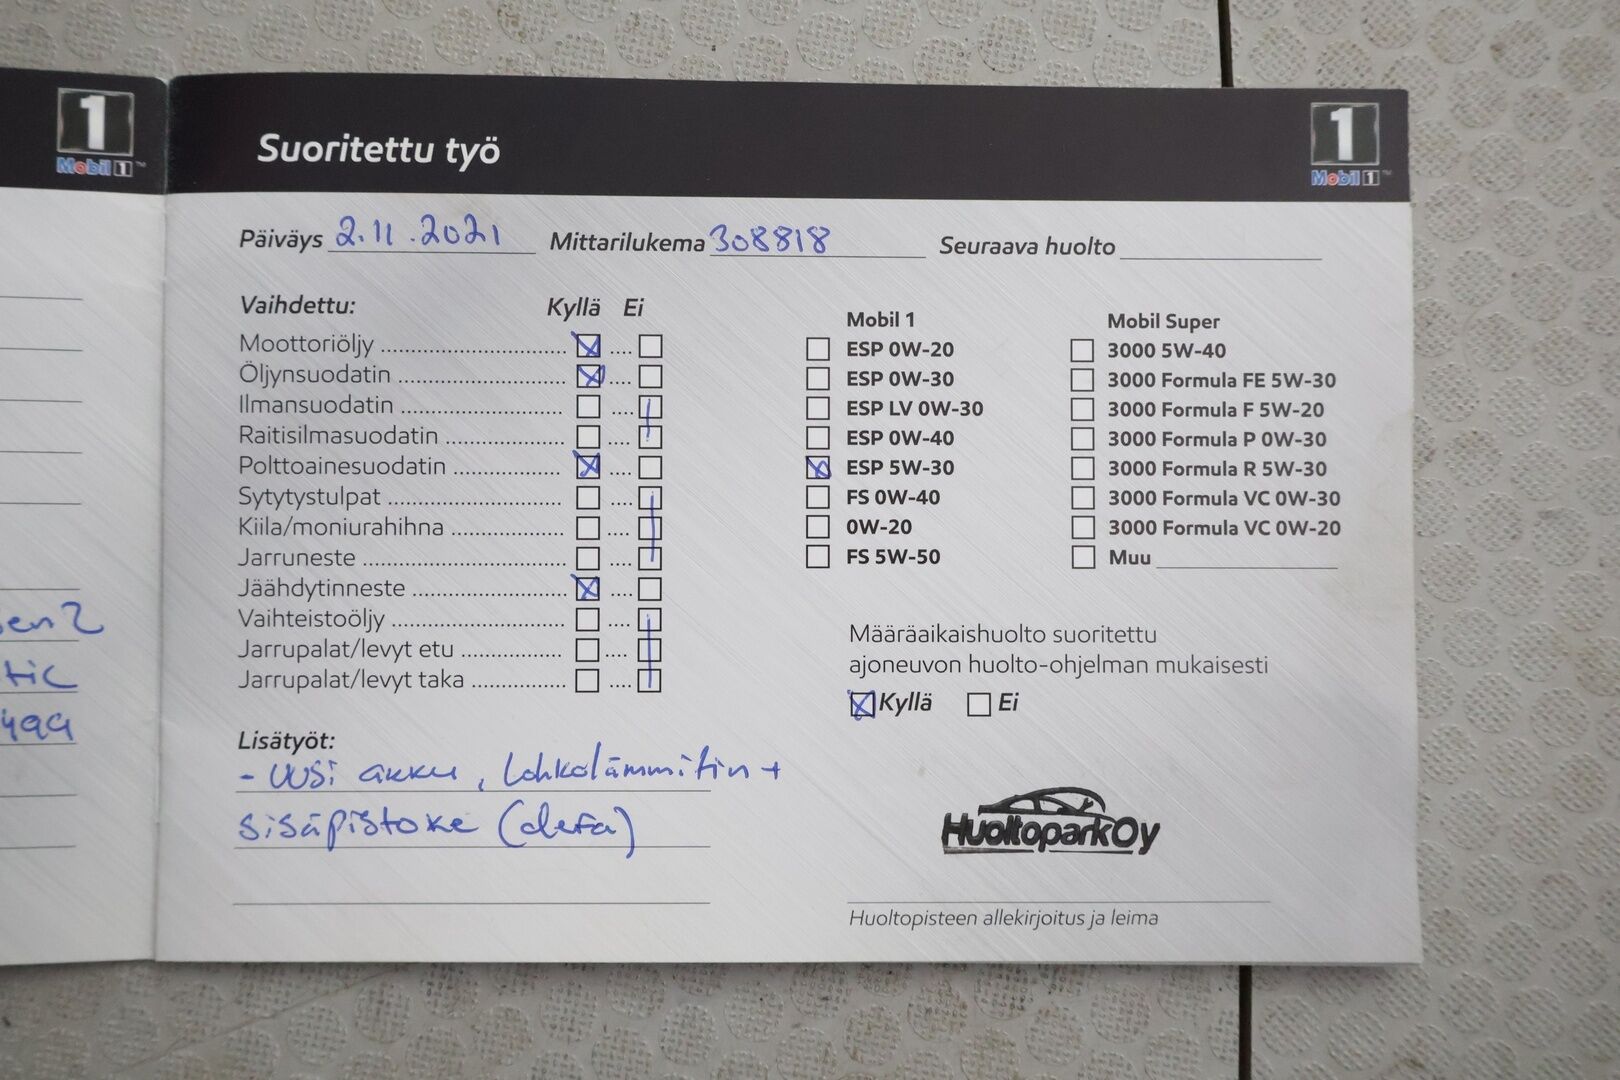 1
Mobil 1™
Suoritettu työ
1
Mobil 1™
Päiväys 2.11.2021 Mittarilukema 308818 Seuraava huolto
Vaihdettu: Kyllä Ei
Moottoriöljy
Öljynsuodatin
Ilmansuodatin
Raitisilmasuodatin
Polttoainesuodatin
Sytytystulpat
Kiila/moniurahihna
Jarruneste
Jäähdytinneste
Vaihteistoöljy
Jarrupalat/levyt etu
Jarrupalat/levyt taka
Mobil 1
ESP 0W-20
ESP 0W-30
ESP LV 0W-30
ESP 0W-40
ESP 5W-30
FS 0W-40
0W-20
FS 5W-50
Mobil Super
3000 5W-40
3000 Formula FE 5W-30
3000 Formula F 5W-20
3000 Formula P 0W-30
3000 Formula R 5W-30
3000 Formula VC 0W-30
3000 Formula VC 0W-20
Muu
Määräaikaishuolto suoritettu
ajoneuvon huolto-ohjelman mukaisesti
Kyllä Ei
Lisätyöt:
- uusi akku, lohkolämmitin +
sisäpistoke (defa)
HuoltoparkOy
Huoltopisteen allekirjoitus ja leima